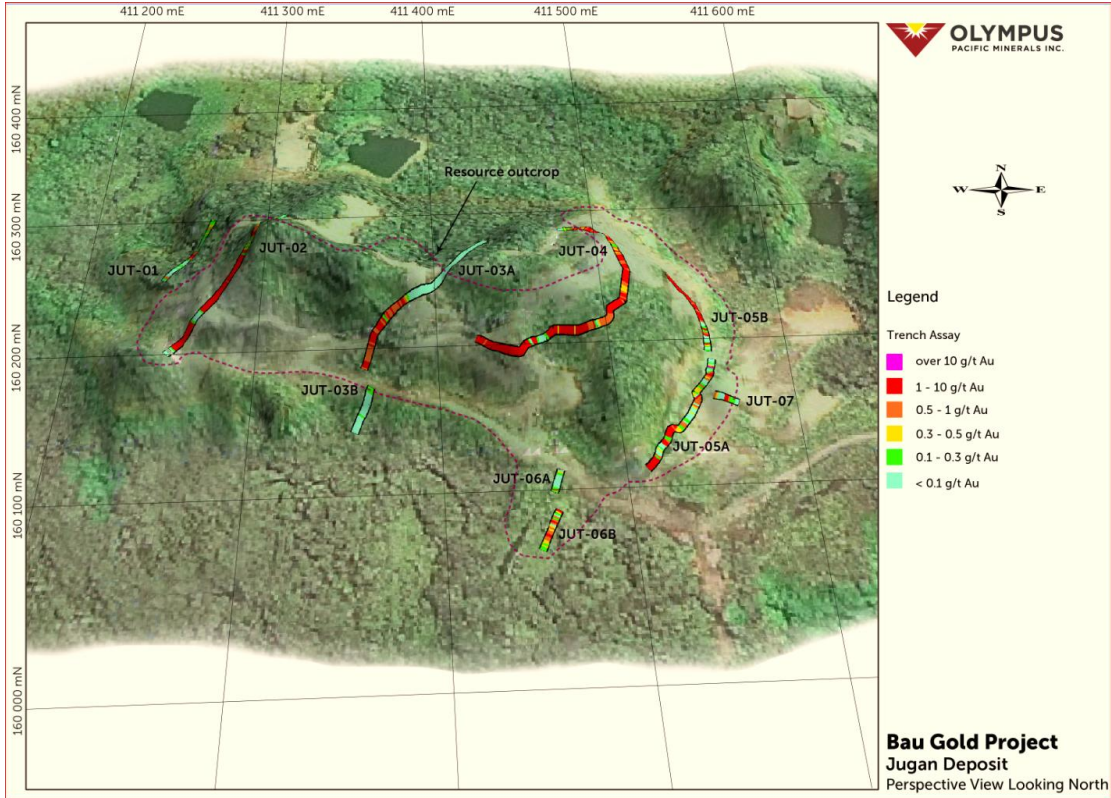 411 200 mE
411 300 mE
411 400 mE
411 500 mE
411 600 mE
OLYMPUS
PACIFIC MINERALS INC.
160 400 mN
N
W E
S
Resource outcrop
160 300 mN
JUT-01
JUT-02
JUT-03A
JUT-04
JUT-05B
160 200 mN
JUT-03B
JUT-07
JUT-05A
JUT-06A
160 100 mN
JUT-06B
160 000 mN
Legend
Trench Assay
over 10 g/t Au
1 - 10 g/t Au
0.5 - 1 g/t Au
0.3 - 0.5 g/t Au
0.1 - 0.3 g/t Au
< 0.1 g/t Au
Bau Gold Project
Jugan Deposit
Perspective View Looking North